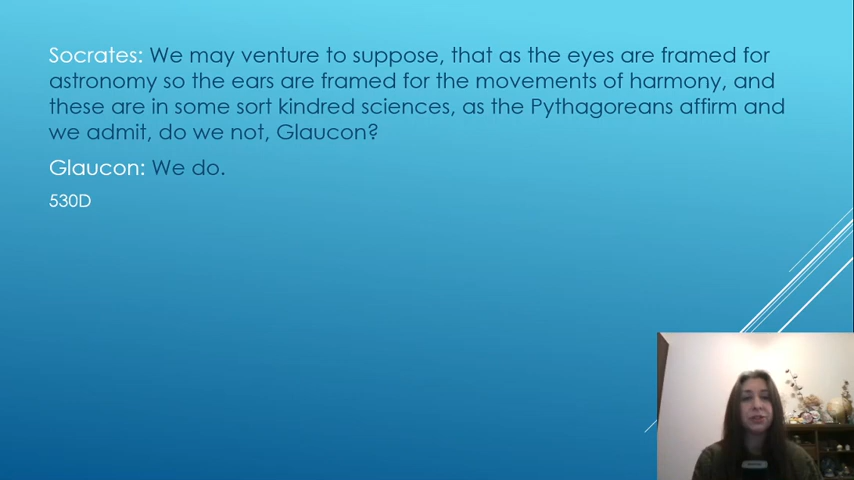 Socrates: We may venture to suppose, that as the eyes are framed for
astronomy so the ears are framed for the movements of harmony, and
these are in some sort kindred sciences, as the Pythagoreans affirm and
we admit, do we not, Glaucon?
Glaucon: We do.
530D